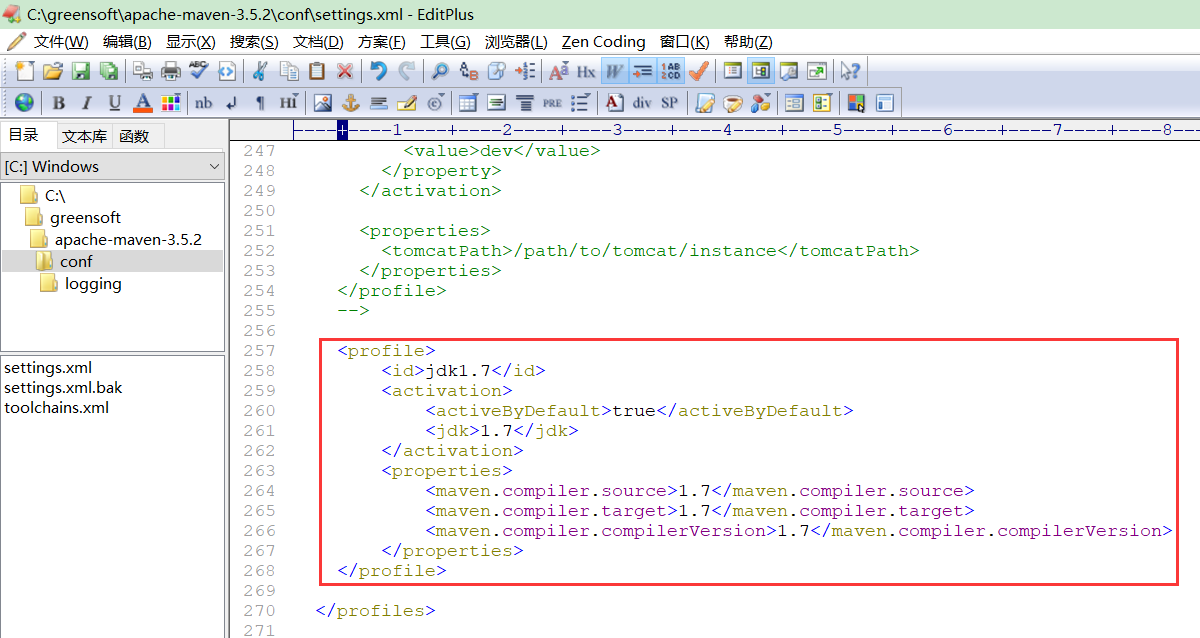 C:\greensoft\apache-maven-3.5.2\conf\settings.xml - EditPlus
文件(W) 编辑(B) 显示(X) 搜索(S) 文档(D) 方案(F) 工具(G) 浏览器(L) Zen Coding 窗口(K) 帮助(Z)
B I U A nb ¶ HI PRE A div SP
目录 文本库 函数
[C:] Windows
C:\
greensoft
apache-maven-3.5.2
conf
logging
settings.xml
settings.xml.bak
toolchains.xml
----+----1----+----2----+----3----+----4----+----5----+----6----+----7----+----8----
247 <value>dev</value>
248 </property>
249 </activation>
250
251 <properties>
252 <tomcatPath>/path/to/tomcat/instance</tomcatPath>
253 </properties>
254 </profile>
255 -->
256
257 <profile>
258 <id>jdk1.7</id>
259 <activation>
260 <activeByDefault>true</activeByDefault>
261 <jdk>1.7</jdk>
262 </activation>
263 <properties>
264 <maven.compiler.source>1.7</maven.compiler.source>
265 <maven.compiler.target>1.7</maven.compiler.target>
266 <maven.compiler.compilerVersion>1.7</maven.compiler.compilerVersion>
267 </properties>
268 </profile>
269
270 </profiles>
271